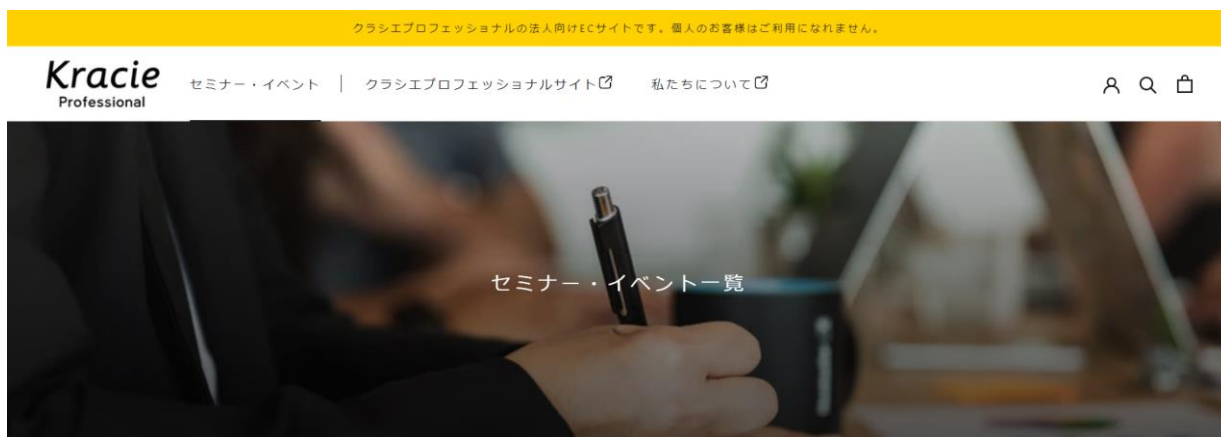 クラシエプロフェッショナルの法人向けECサイトです。個人のお客様はご利用になれません。
Kracie
Professional
セミナー・イベント
クラシエプロフェッショナルサイト
私たちについて
セミナー・イベント一覧